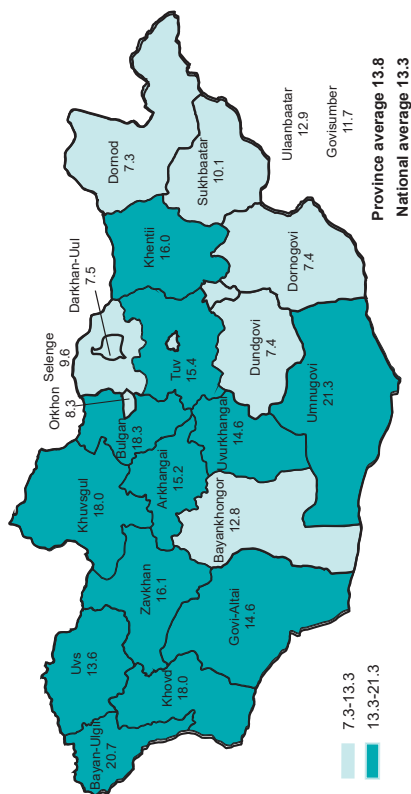 Bayan-Ulgii
20.7
Uvs
13.6
Khovd
18.0
Zavkhan
16.1
Govi-Altai
14.6
Khuvsgul
18.0
Arkhangai
15.2
Bayankhongor
12.8
Orkhon
8.3
Bulgan
18.3
Uvurkhangai
14.6
Selenge
9.6
Darkhan-Uul
7.5
Tuv
15.4
Dundgovi
7.4
Umnugovi
21.3
Khentii
16.0
Dornogovi
7.4
Dornod
7.3
Sukhbaatar
10.1
Ulaanbaatar
12.9
Govisumber
11.7
Province average 13.8
National average 13.3
7.3-13.3
13.3-21.3